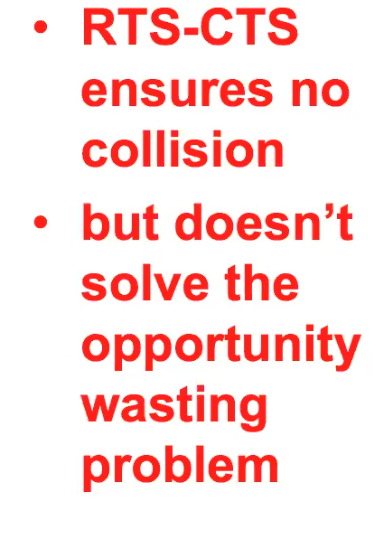 • RTS-CTS
ensures no
collision
• but doesn’t
solve the
opportunity
wasting
problem